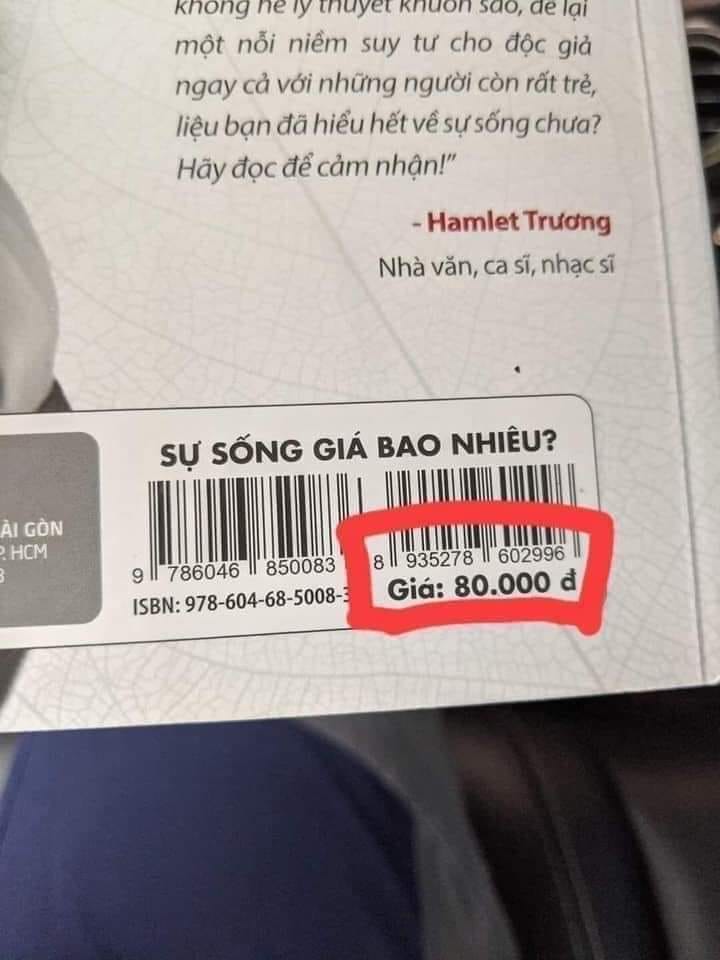 không hề lý thuyết khuôn sáo, để lại
một nỗi niềm suy tư cho độc giả
ngay cả với những người còn rất trẻ,
liệu bạn đã hiểu hết về sự sống chưa?
Hãy đọc để cảm nhận!”
- Hamlet Trương
Nhà văn, ca sĩ, nhạc sĩ
SỰ SỐNG GIÁ BAO NHIÊU?
ÀI GÒN
P. HCM
9 786046 850083
8 935278 602996
ISBN: 978-604-68-5008-3
Giá: 80.000 đ